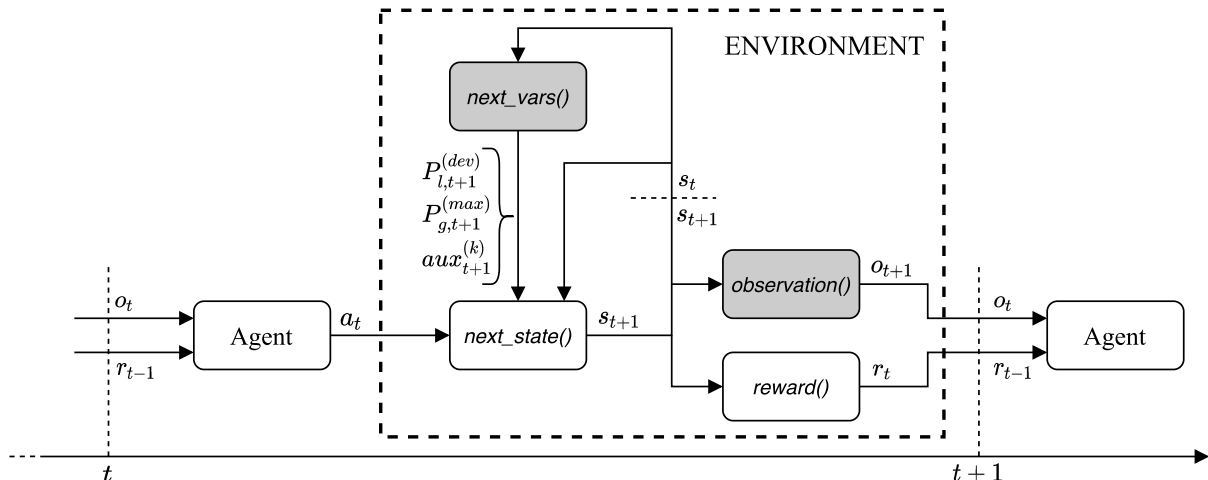 ENVIRONMENT
next_vars()
P_{l,t+1}^{(dev)}
P_{g,t+1}^{(max)}
aux_{t+1}^{(k)}
s_t
s_{t+1}
observation()
o_{t+1}
o_t
o_t
Agent
a_t
next_state()
s_{t+1}
Agent
r_{t-1}
reward()
r_t
r_{t-1}
t
t + 1